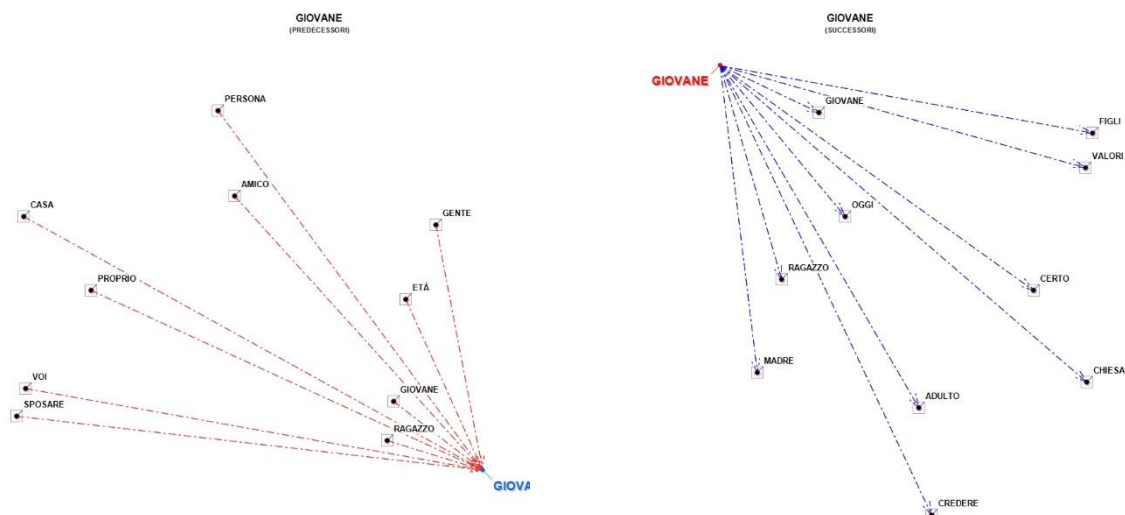 GIOVANE
(PREDECESSORI)
PERSONA
AMICO
CASA
GENTE
PROPRIO
ETÀ
VOI
GIOVANE
SPOSARE
RAGAZZO
GIOVA
GIOVANE
(SUCCESSORI)
GIOVANE
GIOVANE
FIGLI
VALORI
OGGI
RAGAZZO
CERTO
MADRE
CHIESA
ADULTO
CREDERE